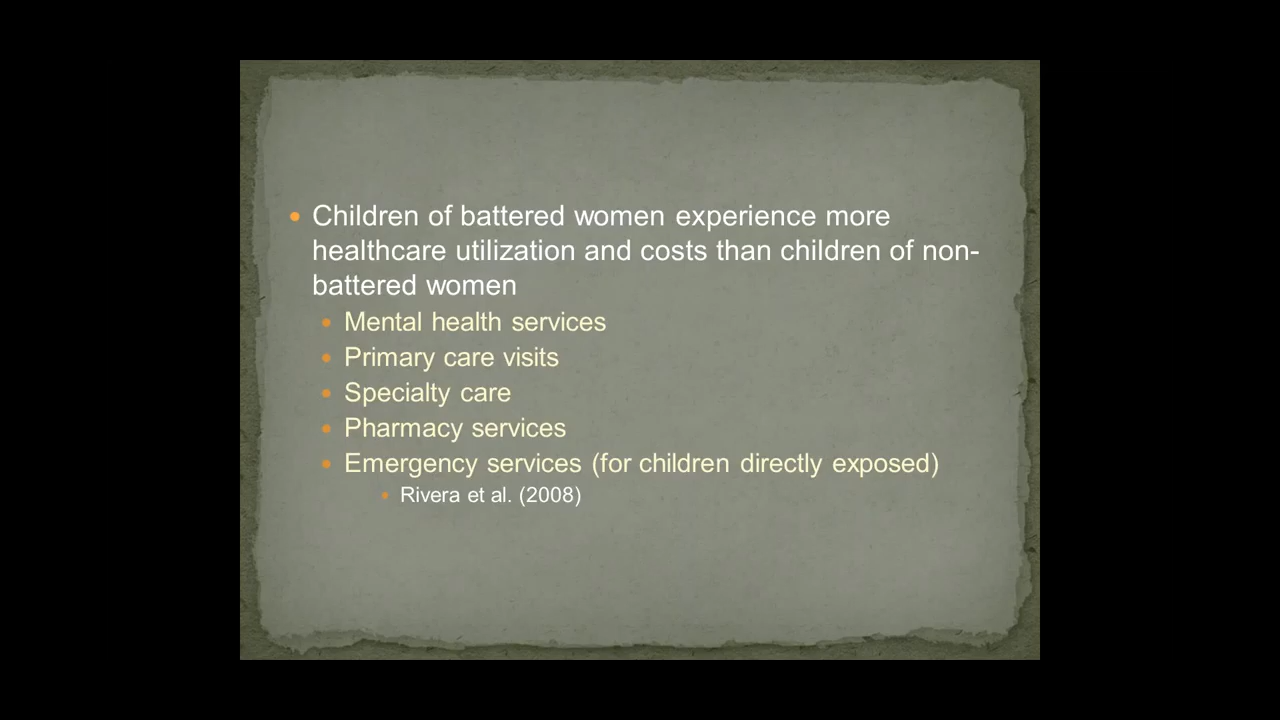 Children of battered women experience more
healthcare utilization and costs than children of non-
battered women
Mental health services
Primary care visits
Specialty care
Pharmacy services
Emergency services (for children directly exposed)
Rivera et al. (2008)